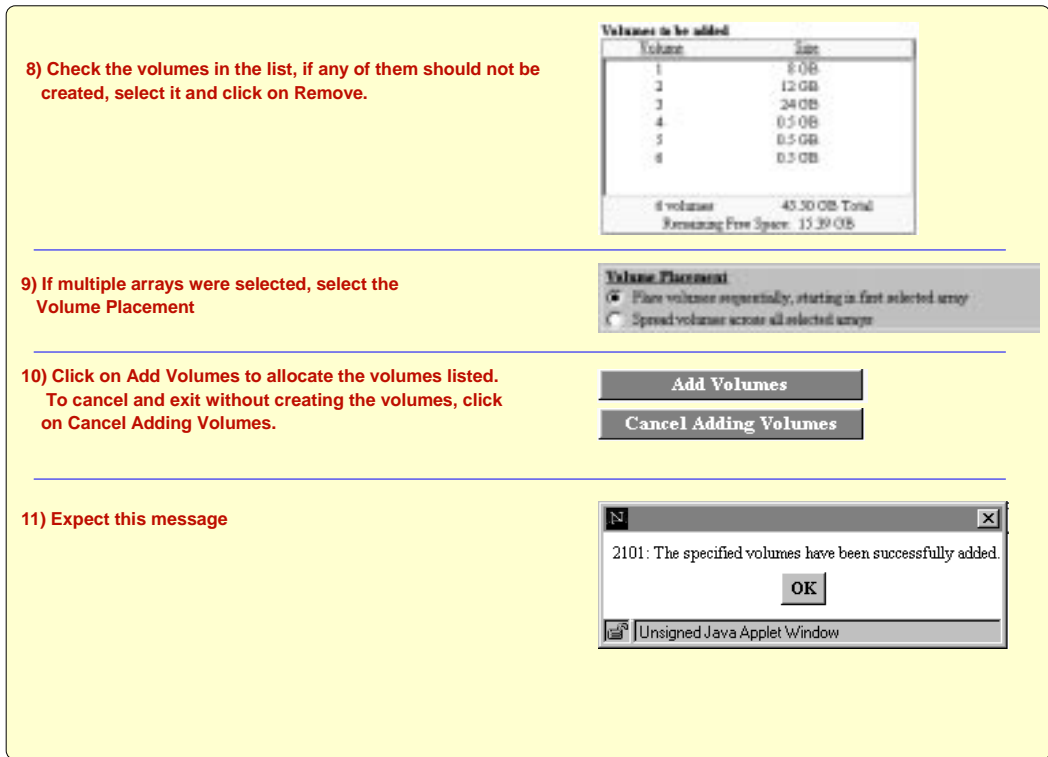 8) Check the volumes in the list, if any of them should not be
created, select it and click on Remove.
Volumes to be added
Volume Size
1 8 GB
2 12 GB
3 24 GB
4 0.5 GB
5 0.5 GB
6
6 volumes GB Total
Remaining Free Space: 15.39 GB
9) If multiple arrays were selected, select the
Volume Placement
Volume Placement
Place volumes sequentially, starting in first selected array
Spread volumes across all selected arrays
10) Click on Add Volumes to allocate the volumes listed.
To cancel and exit without creating the volumes, click
on Cancel Adding Volumes.
Add Volumes
Cancel Adding Volumes
11) Expect this message
N
2101: The specified volumes have been successfully added.
OK
Unsigned Java Applet Window